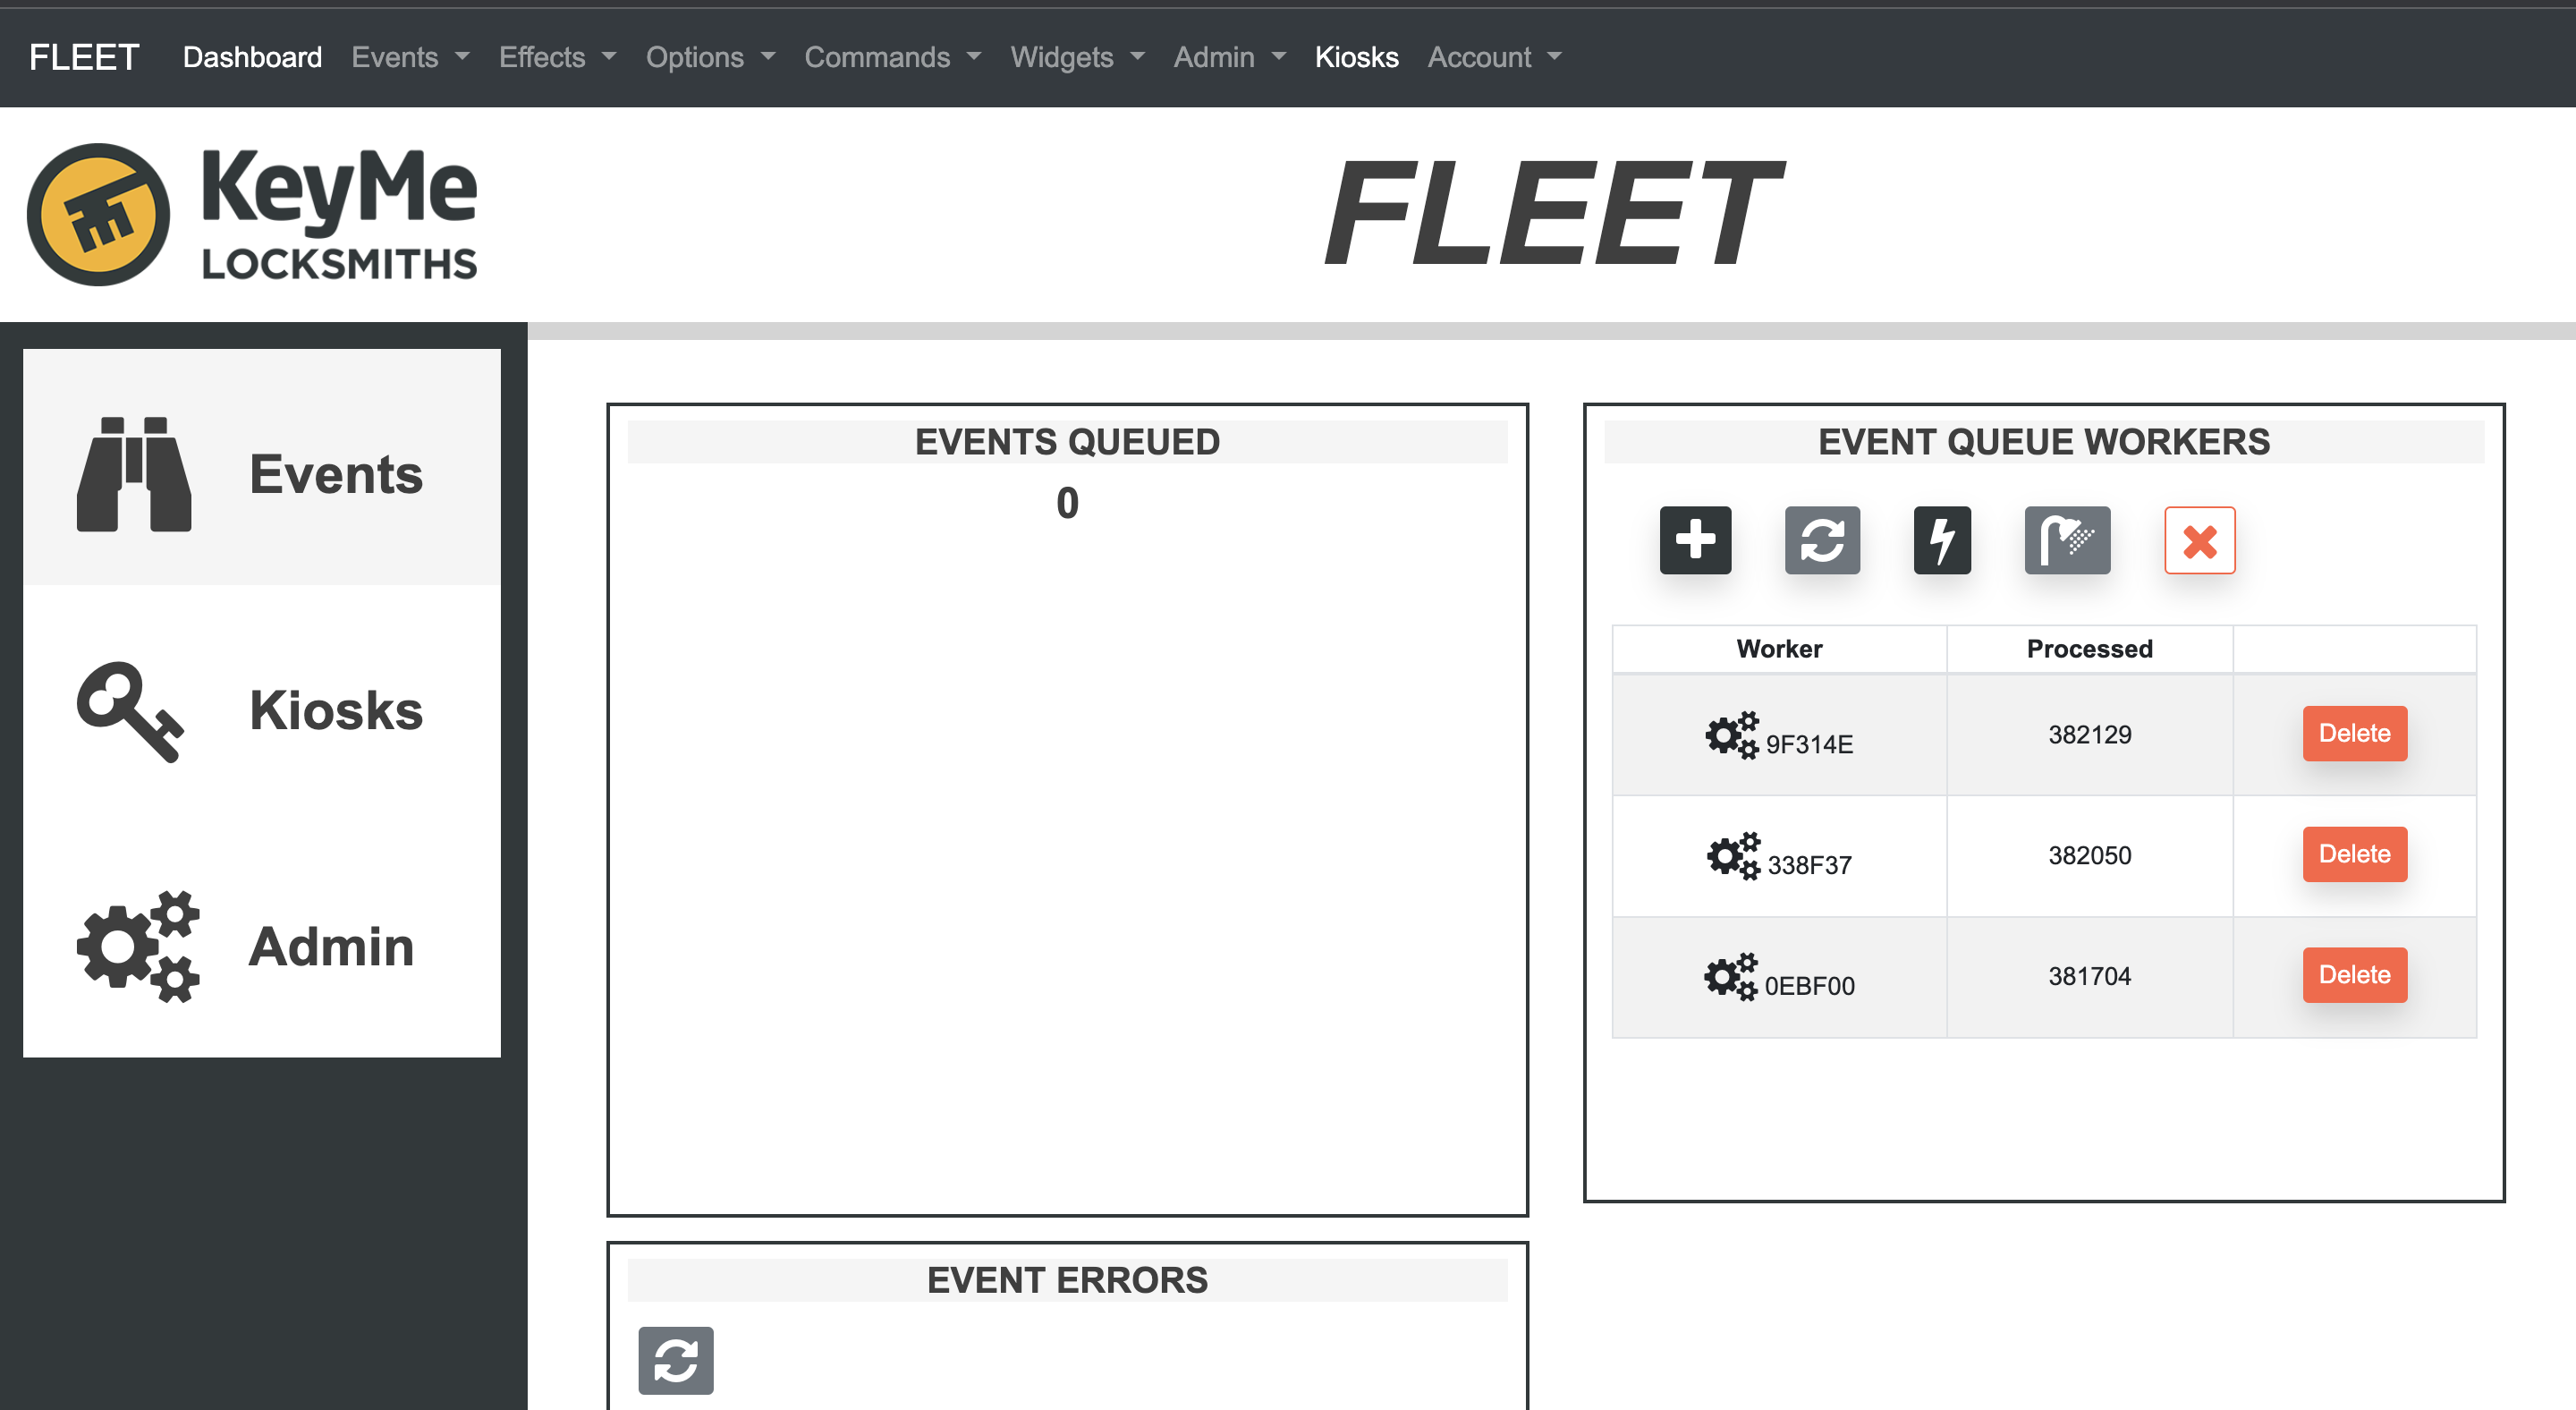 FLEET Dashboard Events Effects Options Commands Widgets Admin Kiosks Account
KeyMe
LOCKSMITHS
FLEET
Events
Kiosks
Admin
EVENTS QUEUED
0
EVENT QUEUE WORKERS
Worker Processed
9F314E 382129 Delete
338F37 382050 Delete
0EBF00 381704 Delete
EVENT ERRORS